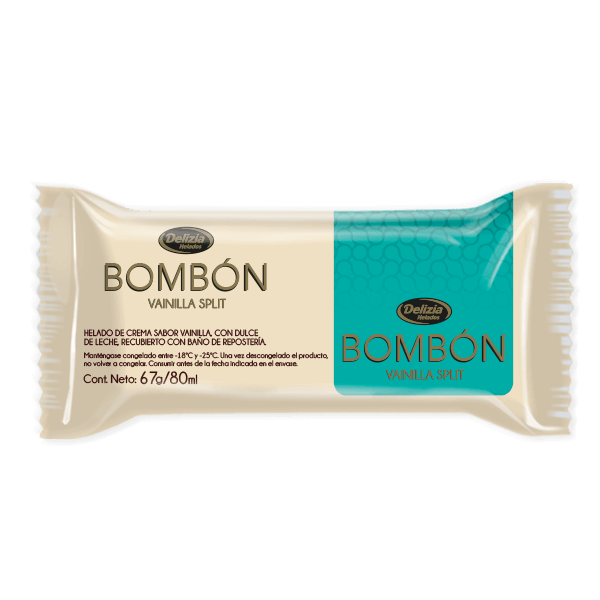 Delizia
Helados
BOMBÓN
VAINILLA SPLIT
HELADO DE CREMA SABOR VAINILLA, CON DULCE
DE LECHE, RECUBIERTO CON BAÑO DE REPOSTERÍA.
Manténgase congelado entre -18°C y -25°C. Una vez descongelado el producto,
no volver a congelar. Consumir antes de la fecha indicada en el envase.
Cont. Neto: 67g/80ml
Delizia
Helados
BOMBÓN
VAINILLA SPLIT